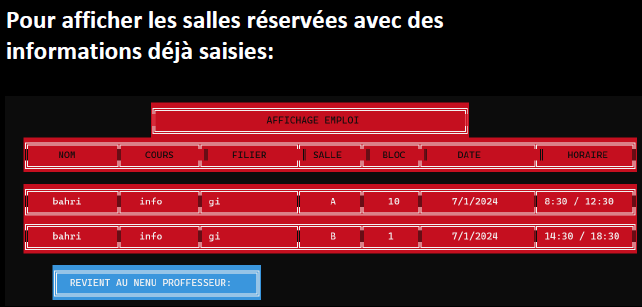 Pour afficher les salles réservées avec des
informations déjà saisies:
AFFICHAGE EMPLOI
NOM COURS FILIER SALLE BLOC DATE HORAIRE
bahri info gi A 10 7/1/2024 8:30 / 12:30
bahri info gi B 1 7/1/2024 14:30 / 18:30
REVIENT AU NENU PROFFESSEUR: